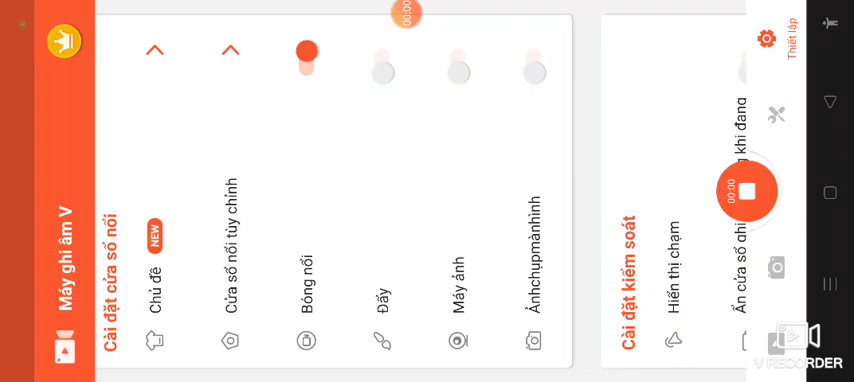 Máy ghi âm V
Cài đặt cửa sổ nổi
Chủ đề NEW
Cửa sổ nổi tùy chỉnh
Bóng nổi
Đẩy
Máy ảnh
Ảnhchụpmànhình
Cài đặt kiểm soát
Hiển thị chạm
Ẩn cửa sổ ghi
khi đang
Thiết lập
00:00
00:00
V RECORDER